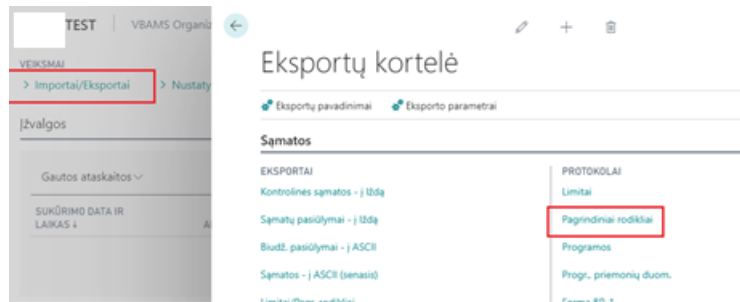 TEST
VBAMS Organiz
VEIKSMAI
> Importai/Eksportai
> Nustaty
Įžvalgos
Gautos ataskaitos
SUKŪRIMO DATA IR
LAIKAS ↓
Eksportų kortelė
Eksportų pavadinimai
Eksporto parametrai
Sąmatos
EKSPORTAI
Kontrolinės sąmatos - į Iždą
Sąmatų pasiūlymai - į Iždą
Biudž. pasiūlymai - į ASCII
Sąmatos - į ASCII (senasis)
PROTOKOLAI
Limitai
Pagrindiniai rodikliai
Programos
Progr., priemonių duom.